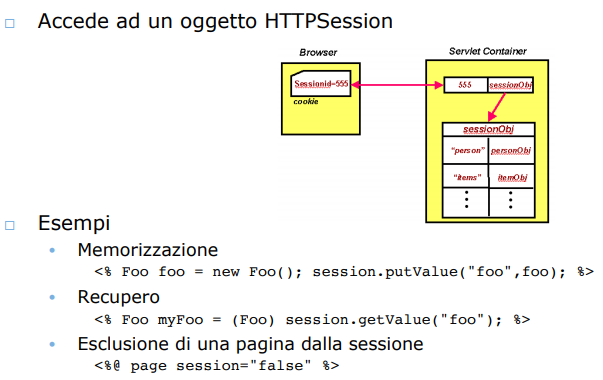 Accede ad un oggetto HTTPSession
Browser
Servlet Container
Sessionid=555
cookie
555 sessionObj
sessionObj
"person" personObj
"items" itemObj
Esempi
Memorizzazione
<% Foo foo = new Foo(); session.putValue("foo",foo); %>
Recupero
<% Foo myFoo = (Foo) session.getValue("foo"); %>
Esclusione di una pagina dalla sessione
<%@ page session="false" %>